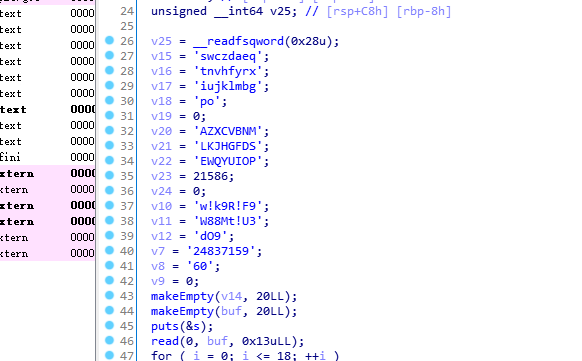 text 0000
text 0000
text 0000
text 0000
text 0000
text 0000
text 0000
fini 0000
xtern 0000
xtern 0000
xtern 0000
xtern 0000
xtern 0000
xtern 0000
24 unsigned __int64 v25; // [rsp+C8h] [rbp-8h]
25
26 v25 = __readfsqword(0x28u);
27 v15 = 'swczdaeq';
28 v16 = 'tnvhfyrx';
29 v17 = 'iujklmbg';
30 v18 = 'po';
31 v19 = 0;
32 v20 = 'AZXCVBNM';
33 v21 = 'LKJHGFDS';
34 v22 = 'EWQYUIOP';
35 v23 = 21586;
36 v24 = 0;
37 v10 = 'w!k9R!F9';
38 v11 = 'W88Mt!U3';
39 v12 = 'dO9';
40 v7 = '24837159';
41 v8 = '60';
42 v9 = 0;
43 makeEmpty(v14, 20LL);
44 makeEmpty(buf, 20LL);
45 puts(&s);
46 read(0, buf, 0x13uLL);
47 for ( i = 0; i <= 18; ++i )